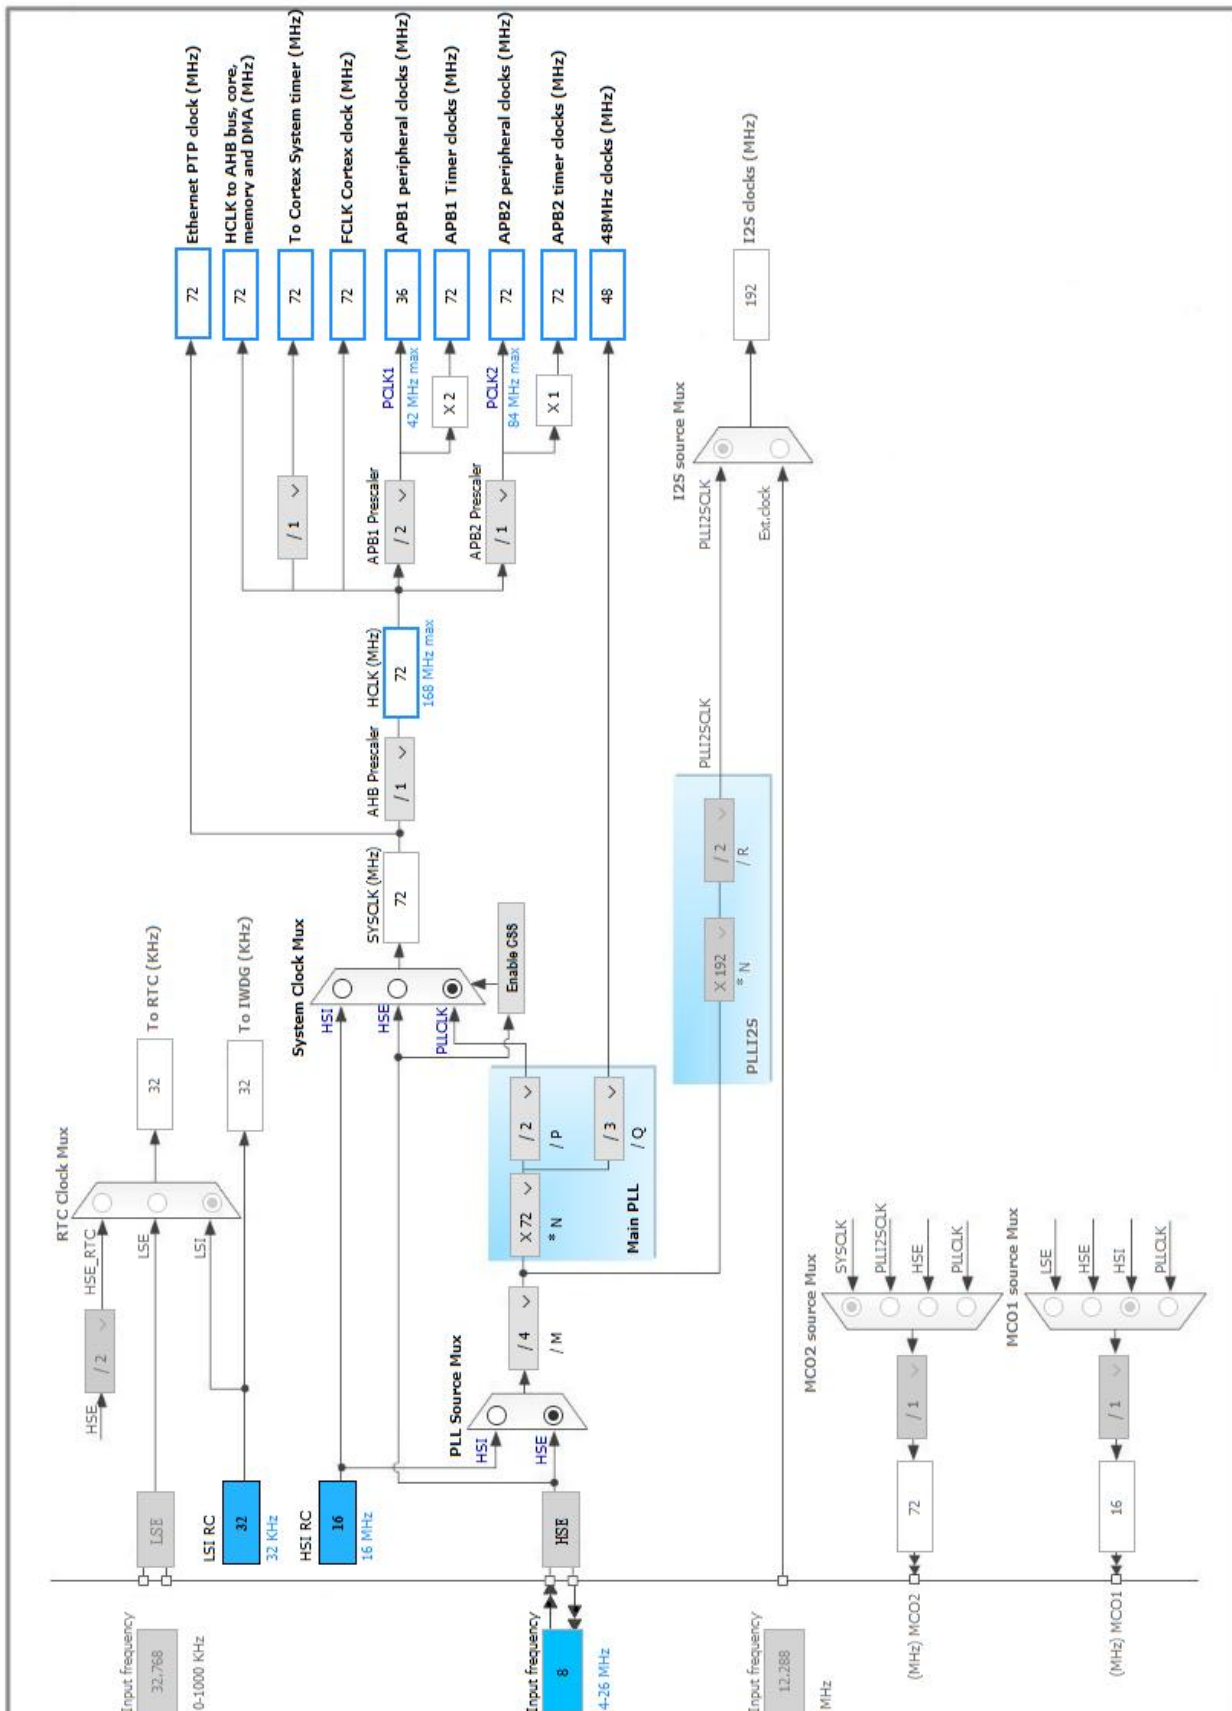 Input frequency
32.768
0-1000 KHz
LSE
HSE
/ 2
HSE_RTC
LSE
LSI
RTC Clock Mux
32
To RTC (KHz)
LSI RC
32
32 KHz
32
To IWDG (KHz)
HSI RC
16
16 MHz
Input frequency
8
4-26 MHz
HSE
PLL Source Mux
HSI
HSE
/ 4
/ M
X 72
* N
/ 2
/ P
/ 3
/ Q
Main PLL
System Clock Mux
HSI
HSE
PLLCLK
Enable CSS
SYSCLK (MHz)
72
AHB Prescaler
/ 1
HCLK (MHz)
72
168 MHz max
/ 1
APB1 Prescaler
/ 2
PCLK1
42 MHz max
X 2
APB2 Prescaler
/ 1
PCLK2
84 MHz max
X 1
72
Ethernet PTP clock (MHz)
72
HCLK to AHB bus, core,
memory and DMA (MHz)
72
To Cortex System timer (MHz)
72
FCLK Cortex clock (MHz)
36
APB1 peripheral clocks (MHz)
72
APB1 Timer clocks (MHz)
72
APB2 peripheral clocks (MHz)
72
APB2 timer clocks (MHz)
48
48MHz clocks (MHz)
X 192
* N
/ 2
/ R
PLLI2S
PLLI2SCLK
PLLI2SCLK
I2S source Mux
Ext.clock
192
I2S clocks (MHz)
Input frequency
12.288
MHz
MCO2 source Mux
SYSCLK
PLLI2SCLK
HSE
PLLCLK
/ 1
72
(MHz) MCO2
MCO1 source Mux
LSE
HSE
HSI
PLLCLK
/ 1
16
(MHz) MCO1